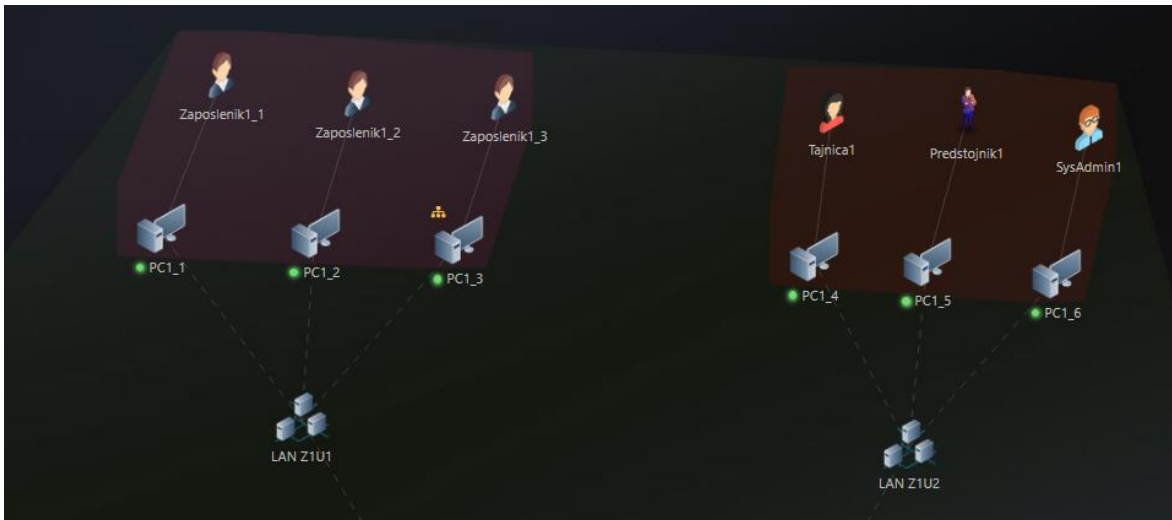 Zaposlenik1_1
Zaposlenik1_2
Zaposlenik1_3
Tajnica1
Predstojnik1
SysAdmin1
PC1_1
PC1_2
PC1_3
PC1_4
PC1_5
PC1_6
LAN Z1U1
LAN Z1U2